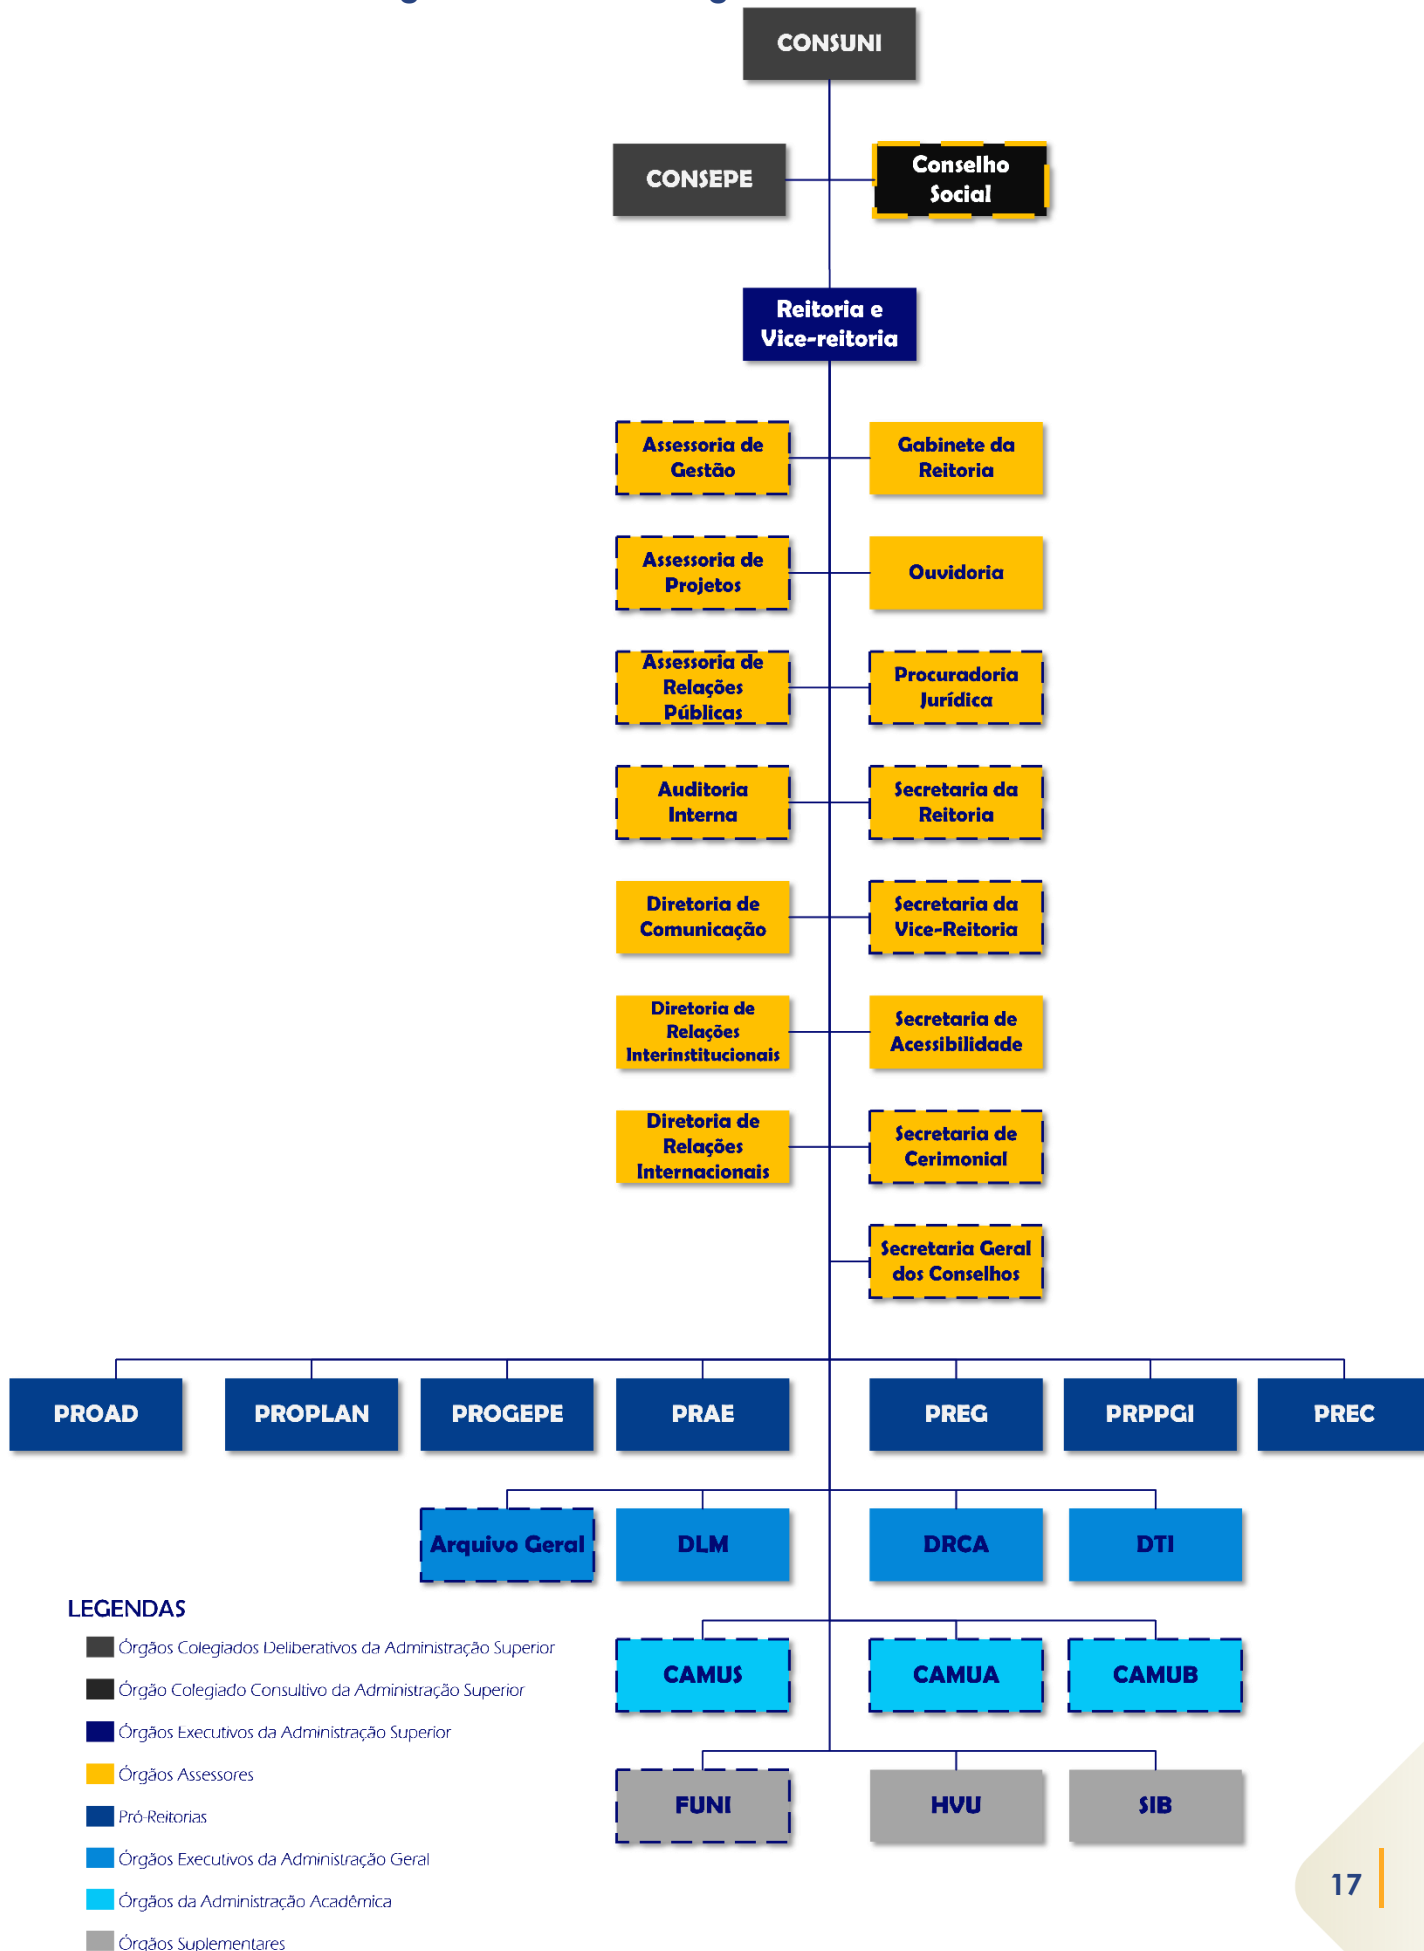 CONSUNI
CONSEPE
Conselho
Social
Reitoria e
Vice-reitoria
Assessoria de
Gestão
Gabinete da
Reitoria
Assessoria de
Projetos
Ouvidoria
Assessoria de
Relações
Públicas
Procuradoria
Jurídica
Auditoria
Interna
Secretaria da
Reitoria
Diretoria de
Comunicação
Secretaria da
Vice-Reitoria
Diretoria de
Relações
Interinstitucionais
Secretaria de
Acessibilidade
Diretoria de
Relações
Internacionais
Secretaria de
Cerimonial
Secretaria Geral
dos Conselhos
PROAD
PROPLAN
PROGEPE
PRAE
PREG
PRPPGI
PREC
Arquivo Geral
DLM
DRCA
DTI
CAMUS
CAMUA
CAMUB
FUNI
HVU
SIB
LEGENDAS
Órgãos Colegiados Deliberativos da Administração Superior
Órgão Colegiado Consultivo da Administração Superior
Órgãos Executivos da Administração Superior
Órgãos Assessores
Pró-Reitorias
Órgãos Executivos da Administração Geral
Órgãos da Administração Acadêmica
Órgãos Suplementares
17